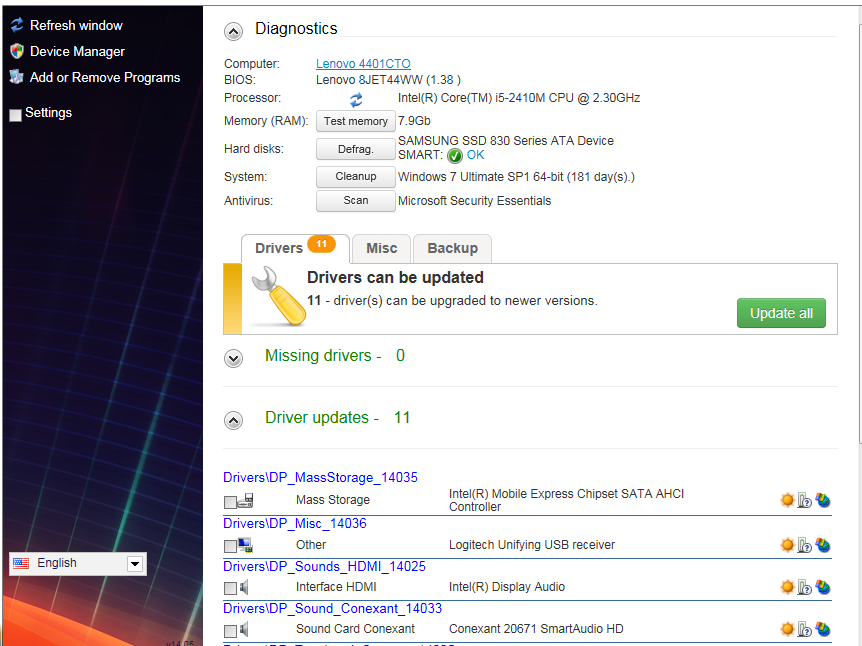 Refresh window
Device Manager
Add or Remove Programs
Settings
English
Diagnostics
Computer: Lenovo 4401CTO
BIOS: Lenovo 8JET44WW (1.38 )
Processor: Intel(R) Core(TM) i5-2410M CPU @ 2.30GHz
Memory (RAM): Test memory 7.9Gb
Hard disks: Defrag. SAMSUNG SSD 830 Series ATA Device
SMART: OK
System: Cleanup Windows 7 Ultimate SP1 64-bit (181 day(s).)
Antivirus: Scan Microsoft Security Essentials
Drivers 11 Misc Backup
Drivers can be updated
11 - driver(s) can be upgraded to newer versions.
Update all
Missing drivers - 0
Driver updates - 11
Drivers\DP_MassStorage_14035
Mass Storage Intel(R) Mobile Express Chipset SATA AHCI
Controller
Drivers\DP_Misc_14036
Other Logitech Unifying USB receiver
Drivers\DP_Sounds_HDMI_14025
Interface HDMI Intel(R) Display Audio
Drivers\DP_Sound_Conexant_14033
Sound Card Conexant Conexant 20671 SmartAudio HD